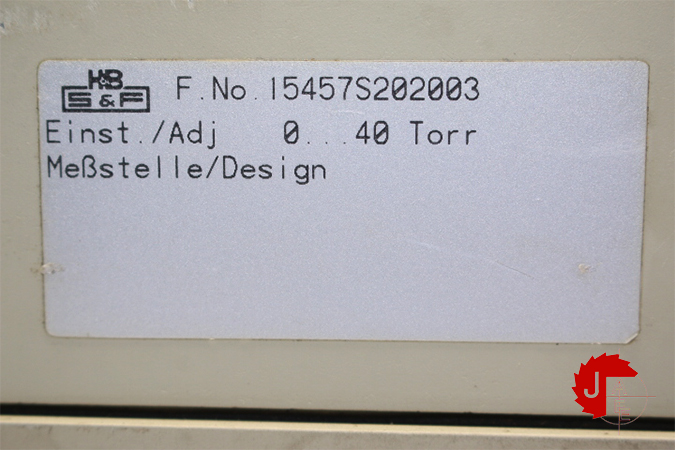 H&B
S & F F.No.15457S202003
Einst./Adj 0...40 Torr
Meßstelle/Design
J